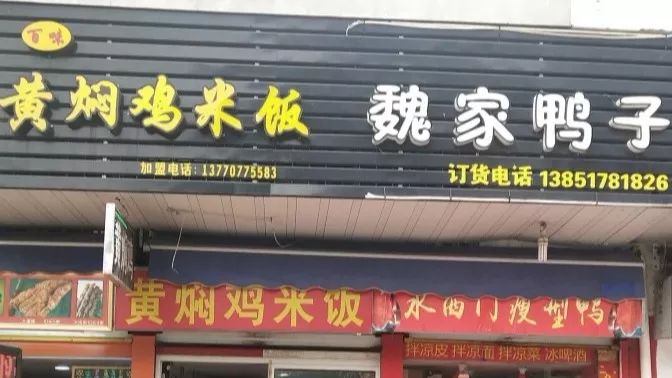 百味
黄焖鸡米饭
加盟电话：13770775583
魏家鸭子
订货电话 13851781826
黄焖鸡米饭
水西门瘦型鸭
拌凉皮 拌凉面 拌凉菜 冰啤酒